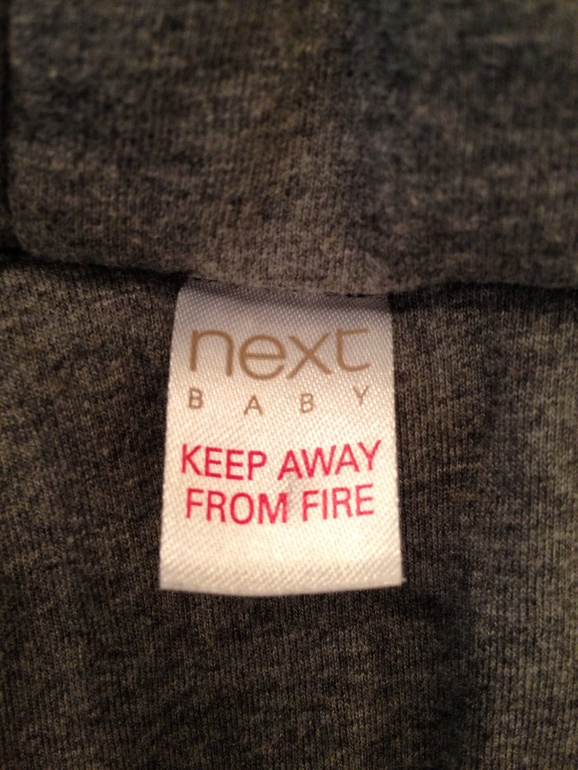 next
BABY
KEEP AWAY
FROM FIRE